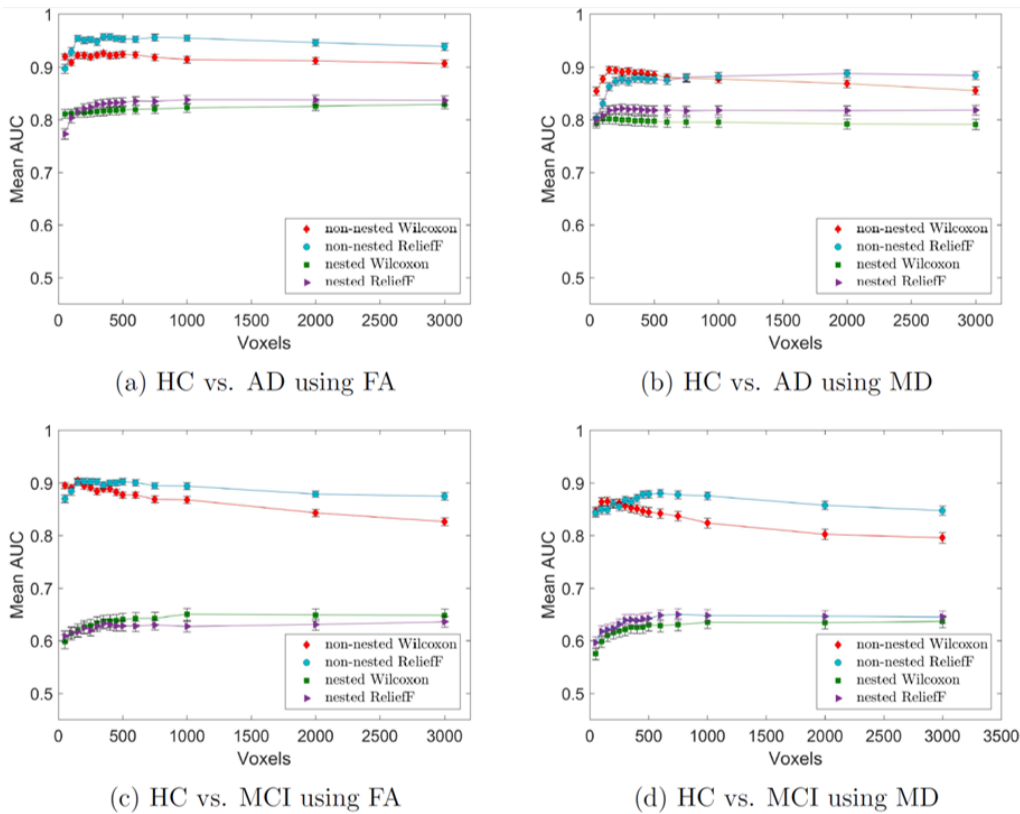 1
0.9
0.8
0.7
0.6
0.5
Mean AUC
non-nested Wilcoxon
non-nested ReliefF
nested Wilcoxon
nested ReliefF
0 500 1000 1500 2000 2500 3000
Voxels
(a) HC vs. AD using FA
1
0.9
0.8
0.7
0.6
0.5
Mean AUC
non-nested Wilcoxon
non-nested ReliefF
nested Wilcoxon
nested ReliefF
0 500 1000 1500 2000 2500 3000
Voxels
(b) HC vs. AD using MD
1
0.9
0.8
0.7
0.6
0.5
Mean AUC
non-nested Wilcoxon
non-nested ReliefF
nested Wilcoxon
nested ReliefF
0 500 1000 1500 2000 2500 3000
Voxels
(c) HC vs. MCI using FA
1
0.9
0.8
0.7
0.6
0.5
Mean AUC
non-nested Wilcoxon
non-nested ReliefF
nested Wilcoxon
nested ReliefF
0 500 1000 1500 2000 2500 3000 3500
Voxels
(d) HC vs. MCI using MD